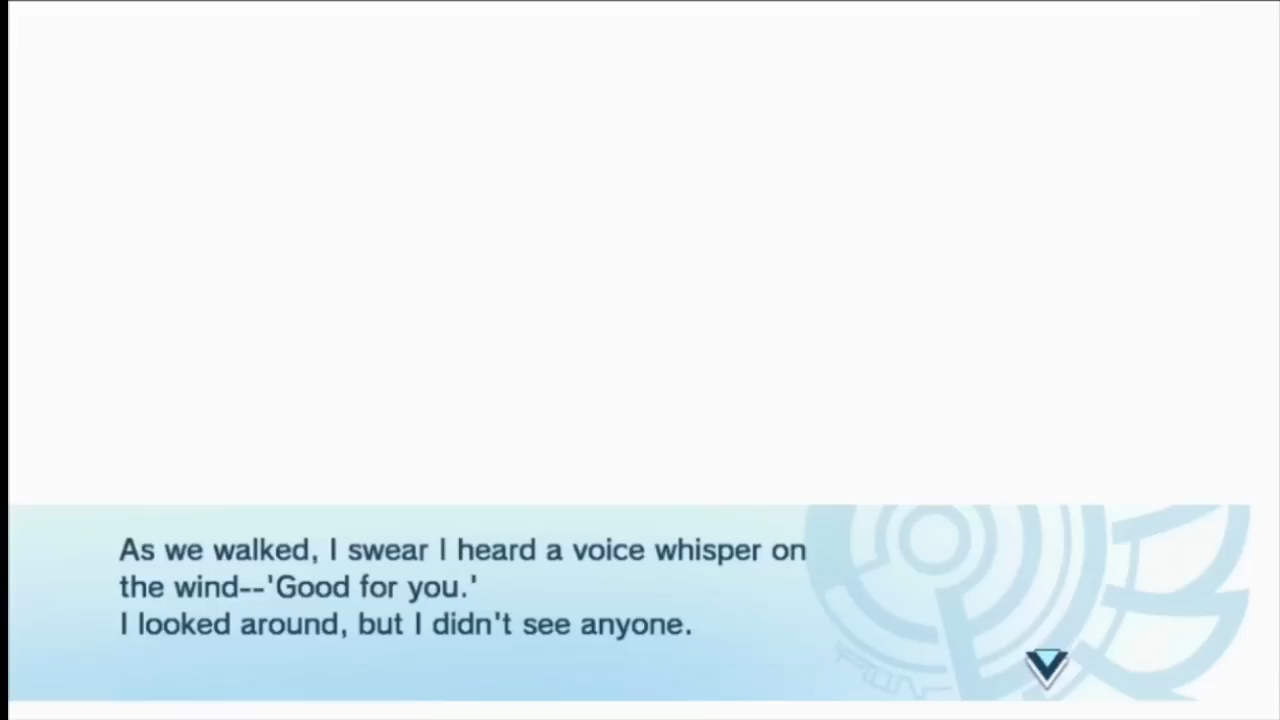 As we walked, I swear I heard a voice whisper on
the wind--'Good for you.'
I looked around, but I didn't see anyone.